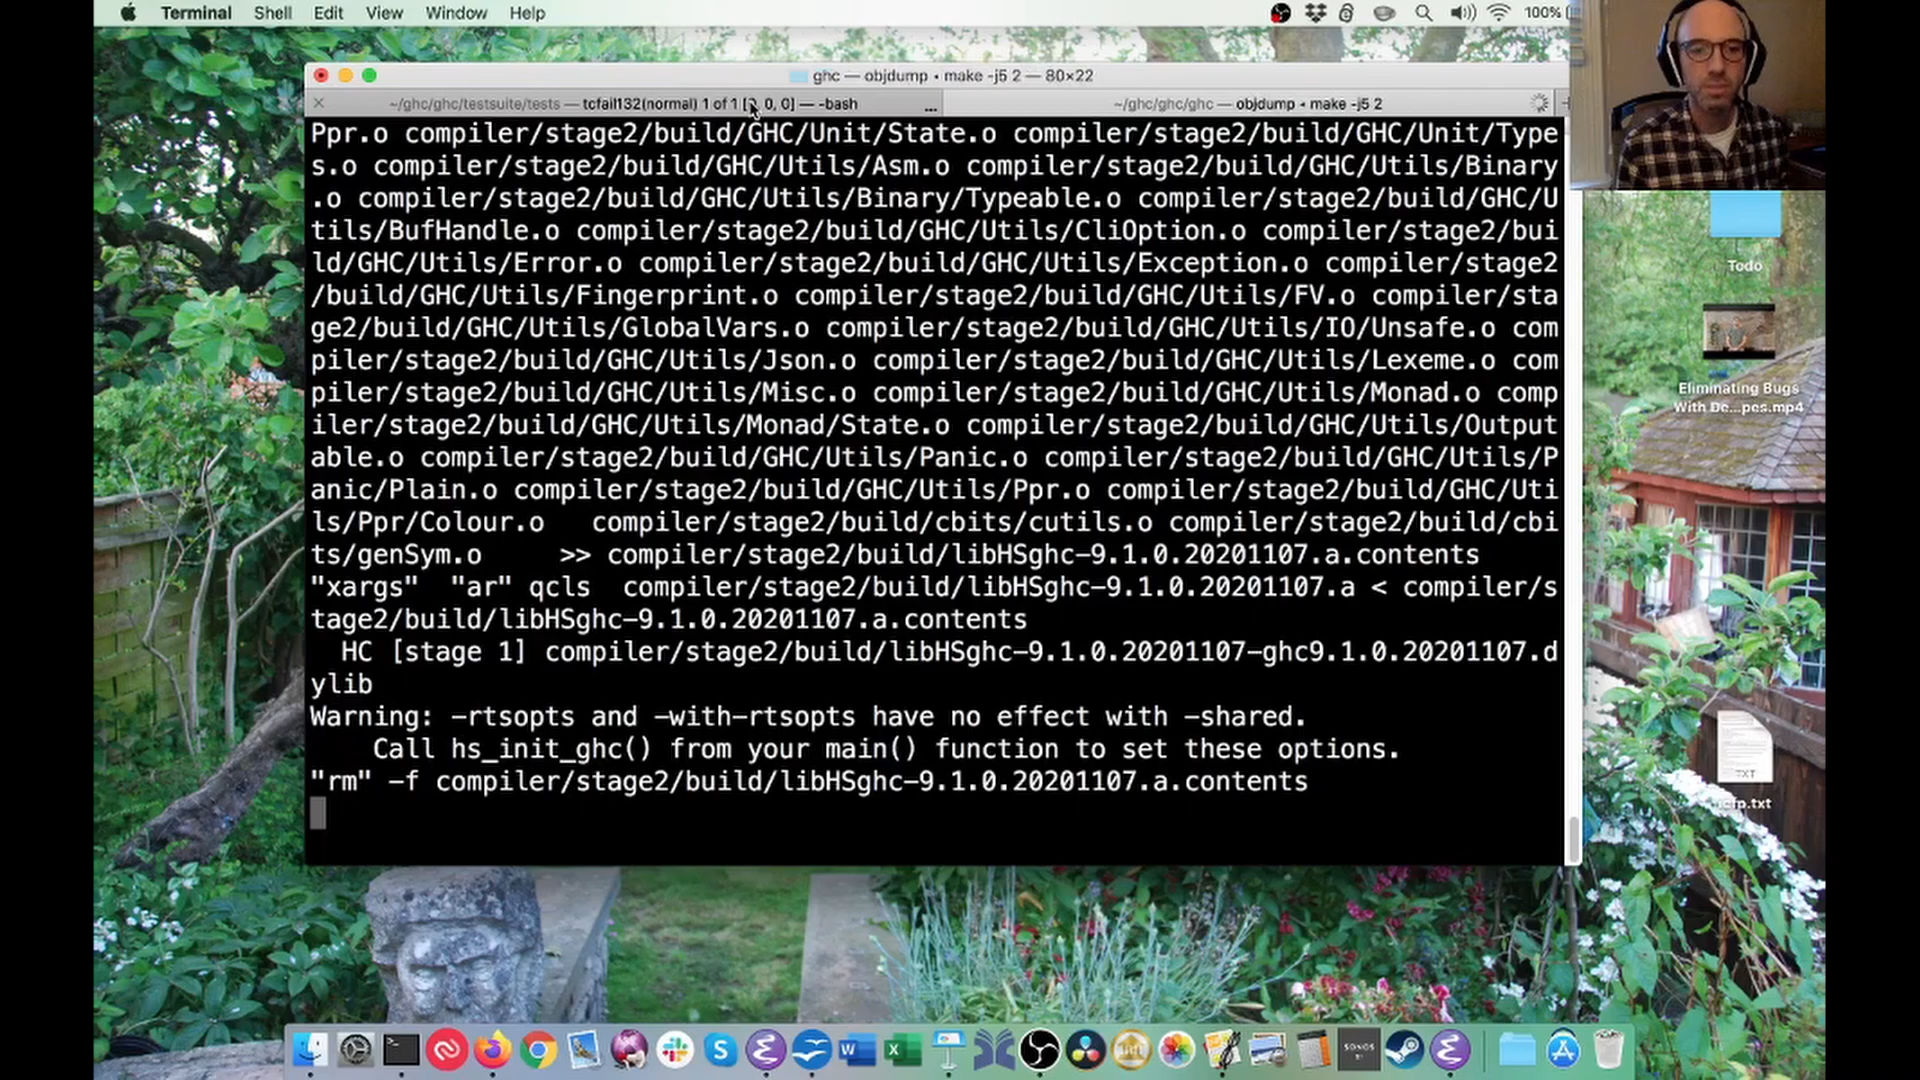 Terminal Shell Edit View Window Help 100%
ghc — objdump • make -j5 2 — 80×22
~/ghc/ghc/testsuite/tests — tcfail132(normal) 1 of 1 [0, 0, 0] — -bash ... ~/ghc/ghc/ghc — objdump • make -j5 2
Ppr.o compiler/stage2/build/GHC/Unit/State.o compiler/stage2/build/GHC/Unit/Type
s.o compiler/stage2/build/GHC/Utils/Asm.o compiler/stage2/build/GHC/Utils/Binary
.o compiler/stage2/build/GHC/Utils/Binary/Typeable.o compiler/stage2/build/GHC/U
tils/BufHandle.o compiler/stage2/build/GHC/Utils/CliOption.o compiler/stage2/bui
ld/GHC/Utils/Error.o compiler/stage2/build/GHC/Utils/Exception.o compiler/stage2
/build/GHC/Utils/Fingerprint.o compiler/stage2/build/GHC/Utils/FV.o compiler/sta
ge2/build/GHC/Utils/GlobalVars.o compiler/stage2/build/GHC/Utils/IO/Unsafe.o com
piler/stage2/build/GHC/Utils/Json.o compiler/stage2/build/GHC/Utils/Lexeme.o com
piler/stage2/build/GHC/Utils/Misc.o compiler/stage2/build/GHC/Utils/Monad.o comp
iler/stage2/build/GHC/Utils/Monad/State.o compiler/stage2/build/GHC/Utils/Output
able.o compiler/stage2/build/GHC/Utils/Panic.o compiler/stage2/build/GHC/Utils/P
anic/Plain.o compiler/stage2/build/GHC/Utils/Ppr.o compiler/stage2/build/GHC/Uti
ls/Ppr/Colour.o   compiler/stage2/build/cbits/cutils.o compiler/stage2/build/cbi
ts/genSym.o     >> compiler/stage2/build/libHSghc-9.1.0.20201107.a.contents
"xargs"  "ar" qcls  compiler/stage2/build/libHSghc-9.1.0.20201107.a < compiler/s
tage2/build/libHSghc-9.1.0.20201107.a.contents
  HC [stage 1] compiler/stage2/build/libHSghc-9.1.0.20201107-ghc9.1.0.20201107.d
ylib
Warning: -rtsopts and -with-rtsopts have no effect with -shared.
    Call hs_init_ghc() from your main() function to set these options.
"rm" -f compiler/stage2/build/libHSghc-9.1.0.20201107.a.contents
Todo
Eliminating Bugs
With De...pes.mp4
TXT
icfp.txt
SONOS